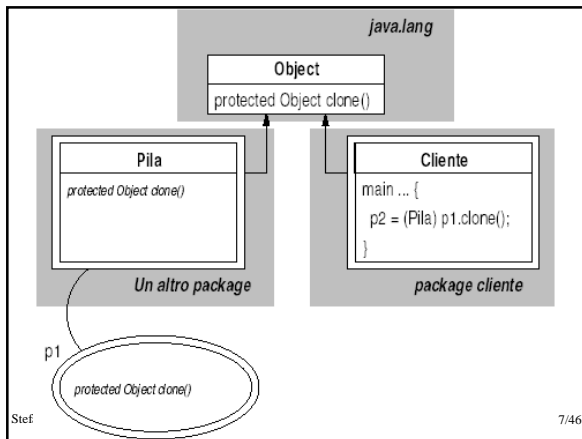 java.lang
Object
protected Object clone()
Pila
protected Object clone()
Un altro package
Cliente
main ... {
p2 = (Pila) p1.clone();
}
package cliente
p1
protected Object clone()
Stef
7/46